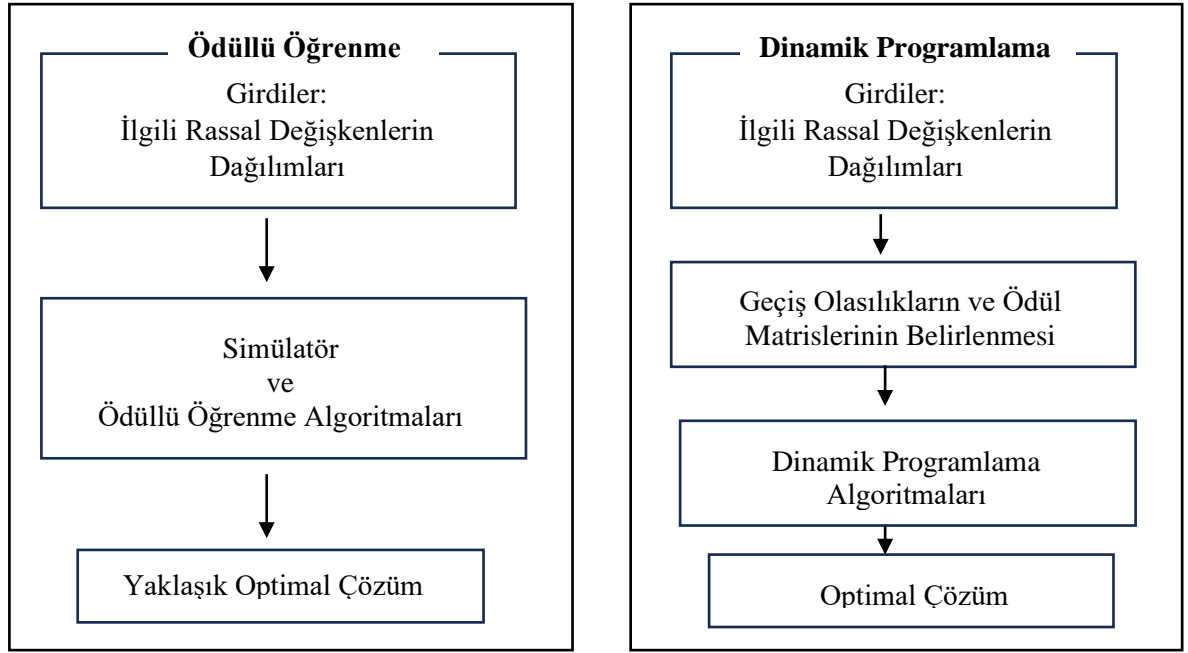 Ödüllü Öğrenme
Girdiler:
İlgili Rassal Değişkenlerin
Dağılımları
Simülatör
ve
Ödüllü Öğrenme Algoritmaları
Yaklaşık Optimal Çözüm
Dinamik Programlama
Girdiler:
İlgili Rassal Değişkenlerin
Dağılımları
Geçiş Olasılıkların ve Ödül
Matrislerinin Belirlenmesi
Dinamik Programlama
Algoritmaları
Optimal Çözüm